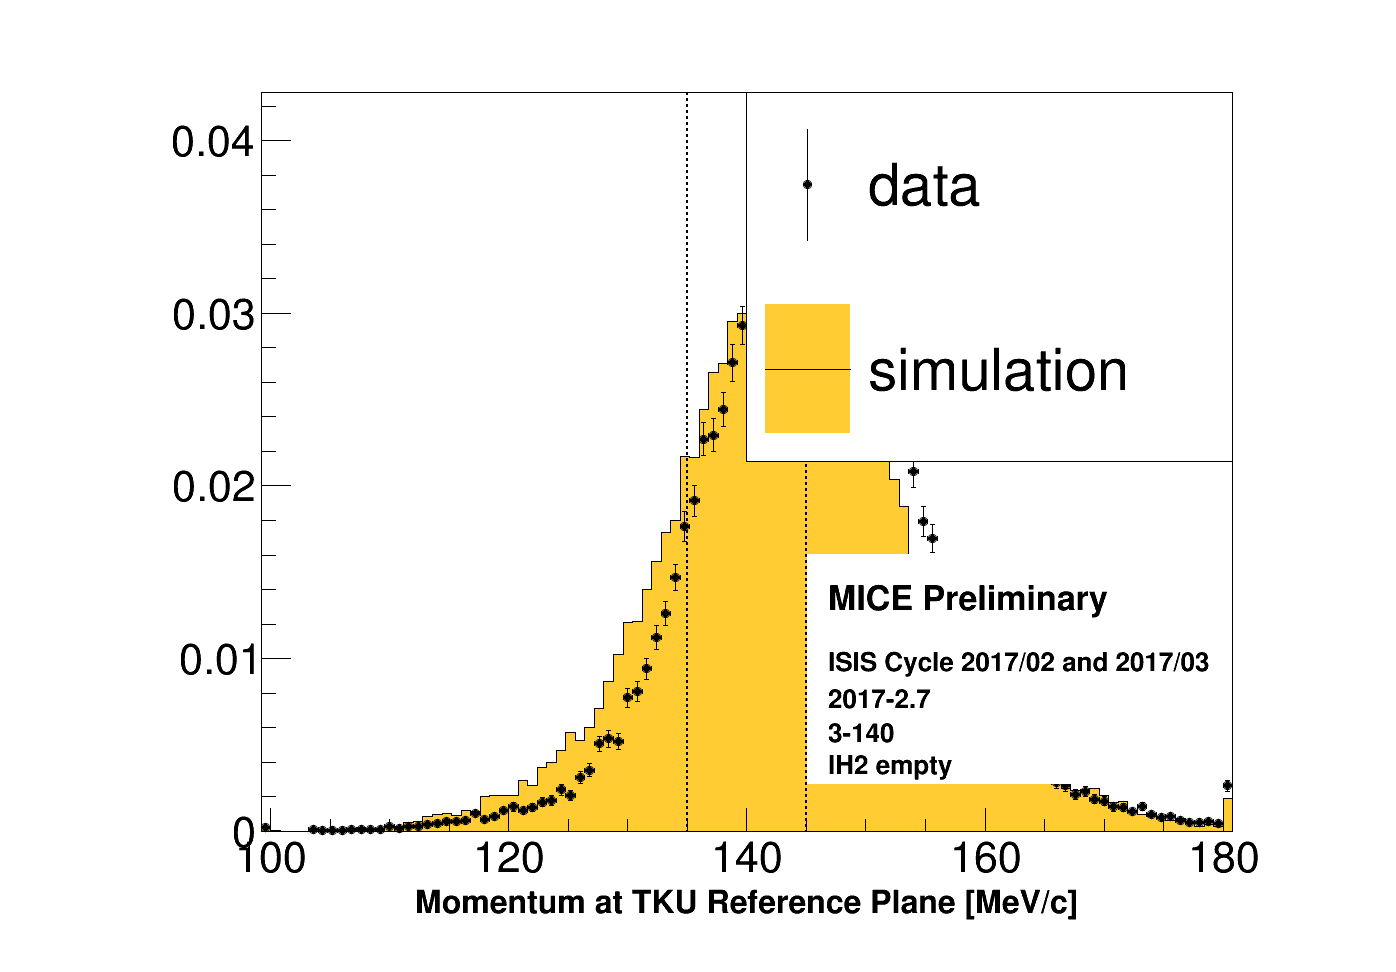 0.04
data
0.03
simulation
0.02
MICE Preliminary
0.01
ISIS Cycle 2017/02 and 2017/03
2017-2.7
3-140
IH2 empty
0
100 120 140 160 180
Momentum at TKU Reference Plane [MeV/c]